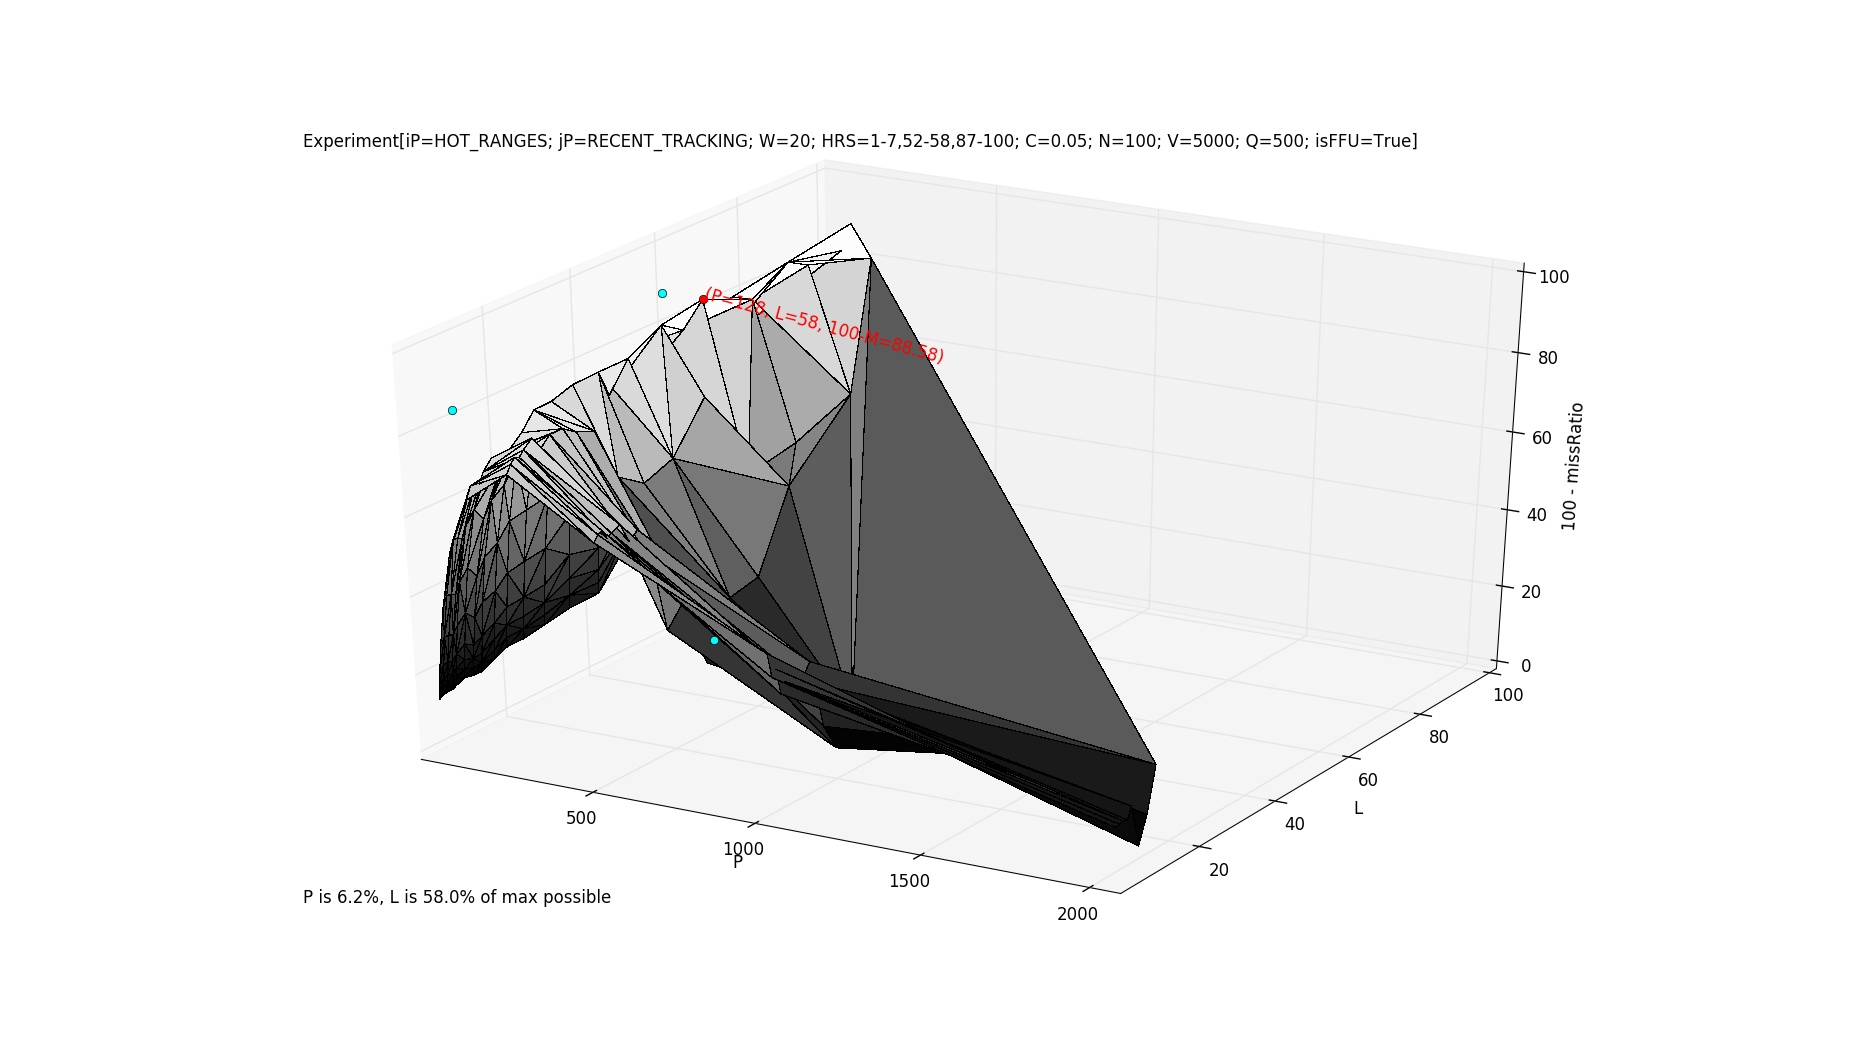 Experiment[iP=HOT_RANGES; jP=RECENT_TRACKING; W=20; HRS=1-7,52-58,87-100; C=0.05; N=100; V=5000; Q=500; isFFU=True]
(P=128, L=58, 100-M=88.58)
100
80
60
40
20
0
100 - missRatio
100
80
60
40
20
L
500
1000
1500
2000
P
P is 6.2%, L is 58.0% of max possible